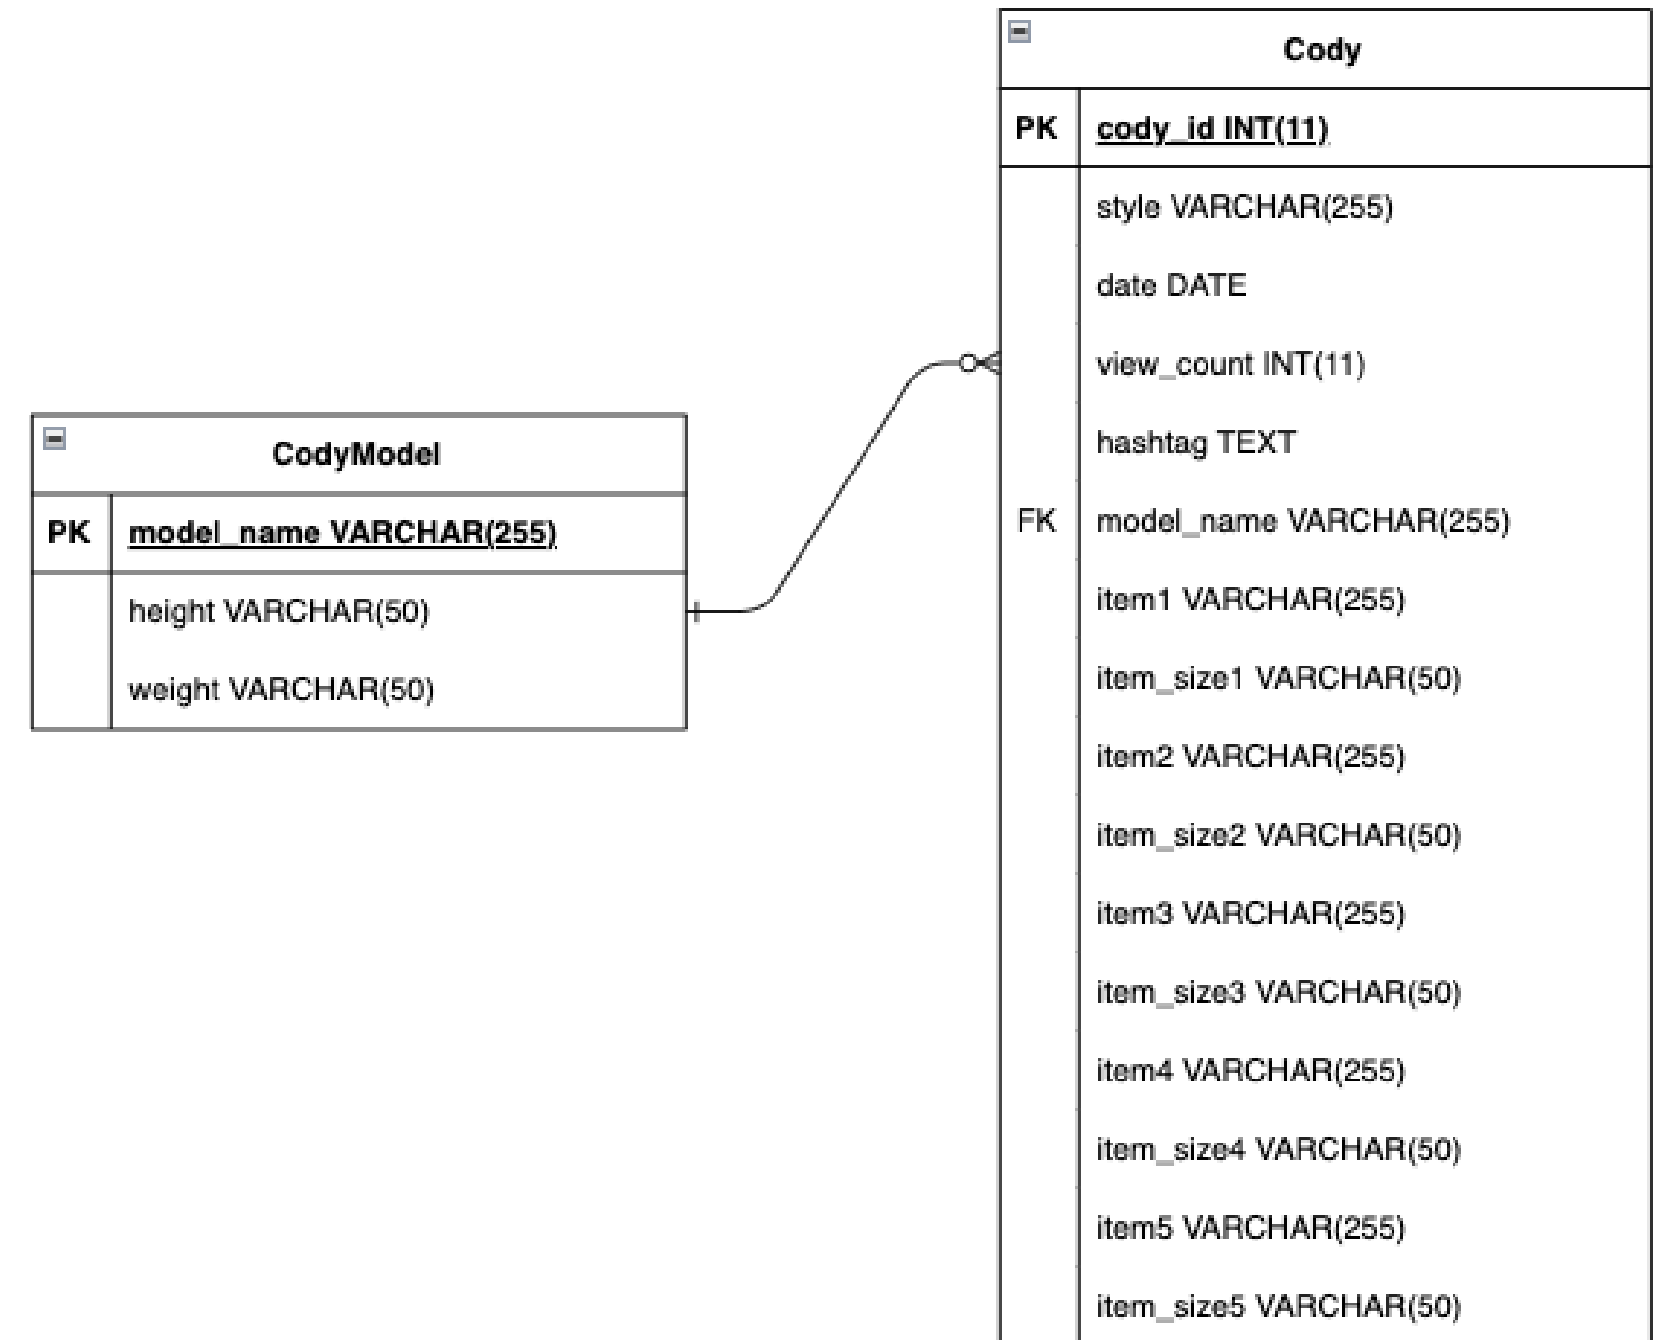 CodyModel
PK model_name VARCHAR(255)
height VARCHAR(50)
weight VARCHAR(50)
Cody
PK cody_id INT(11)
style VARCHAR(255)
date DATE
view_count INT(11)
hashtag TEXT
FK model_name VARCHAR(255)
item1 VARCHAR(255)
item_size1 VARCHAR(50)
item2 VARCHAR(255)
item_size2 VARCHAR(50)
item3 VARCHAR(255)
item_size3 VARCHAR(50)
item4 VARCHAR(255)
item_size4 VARCHAR(50)
item5 VARCHAR(255)
item_size5 VARCHAR(50)